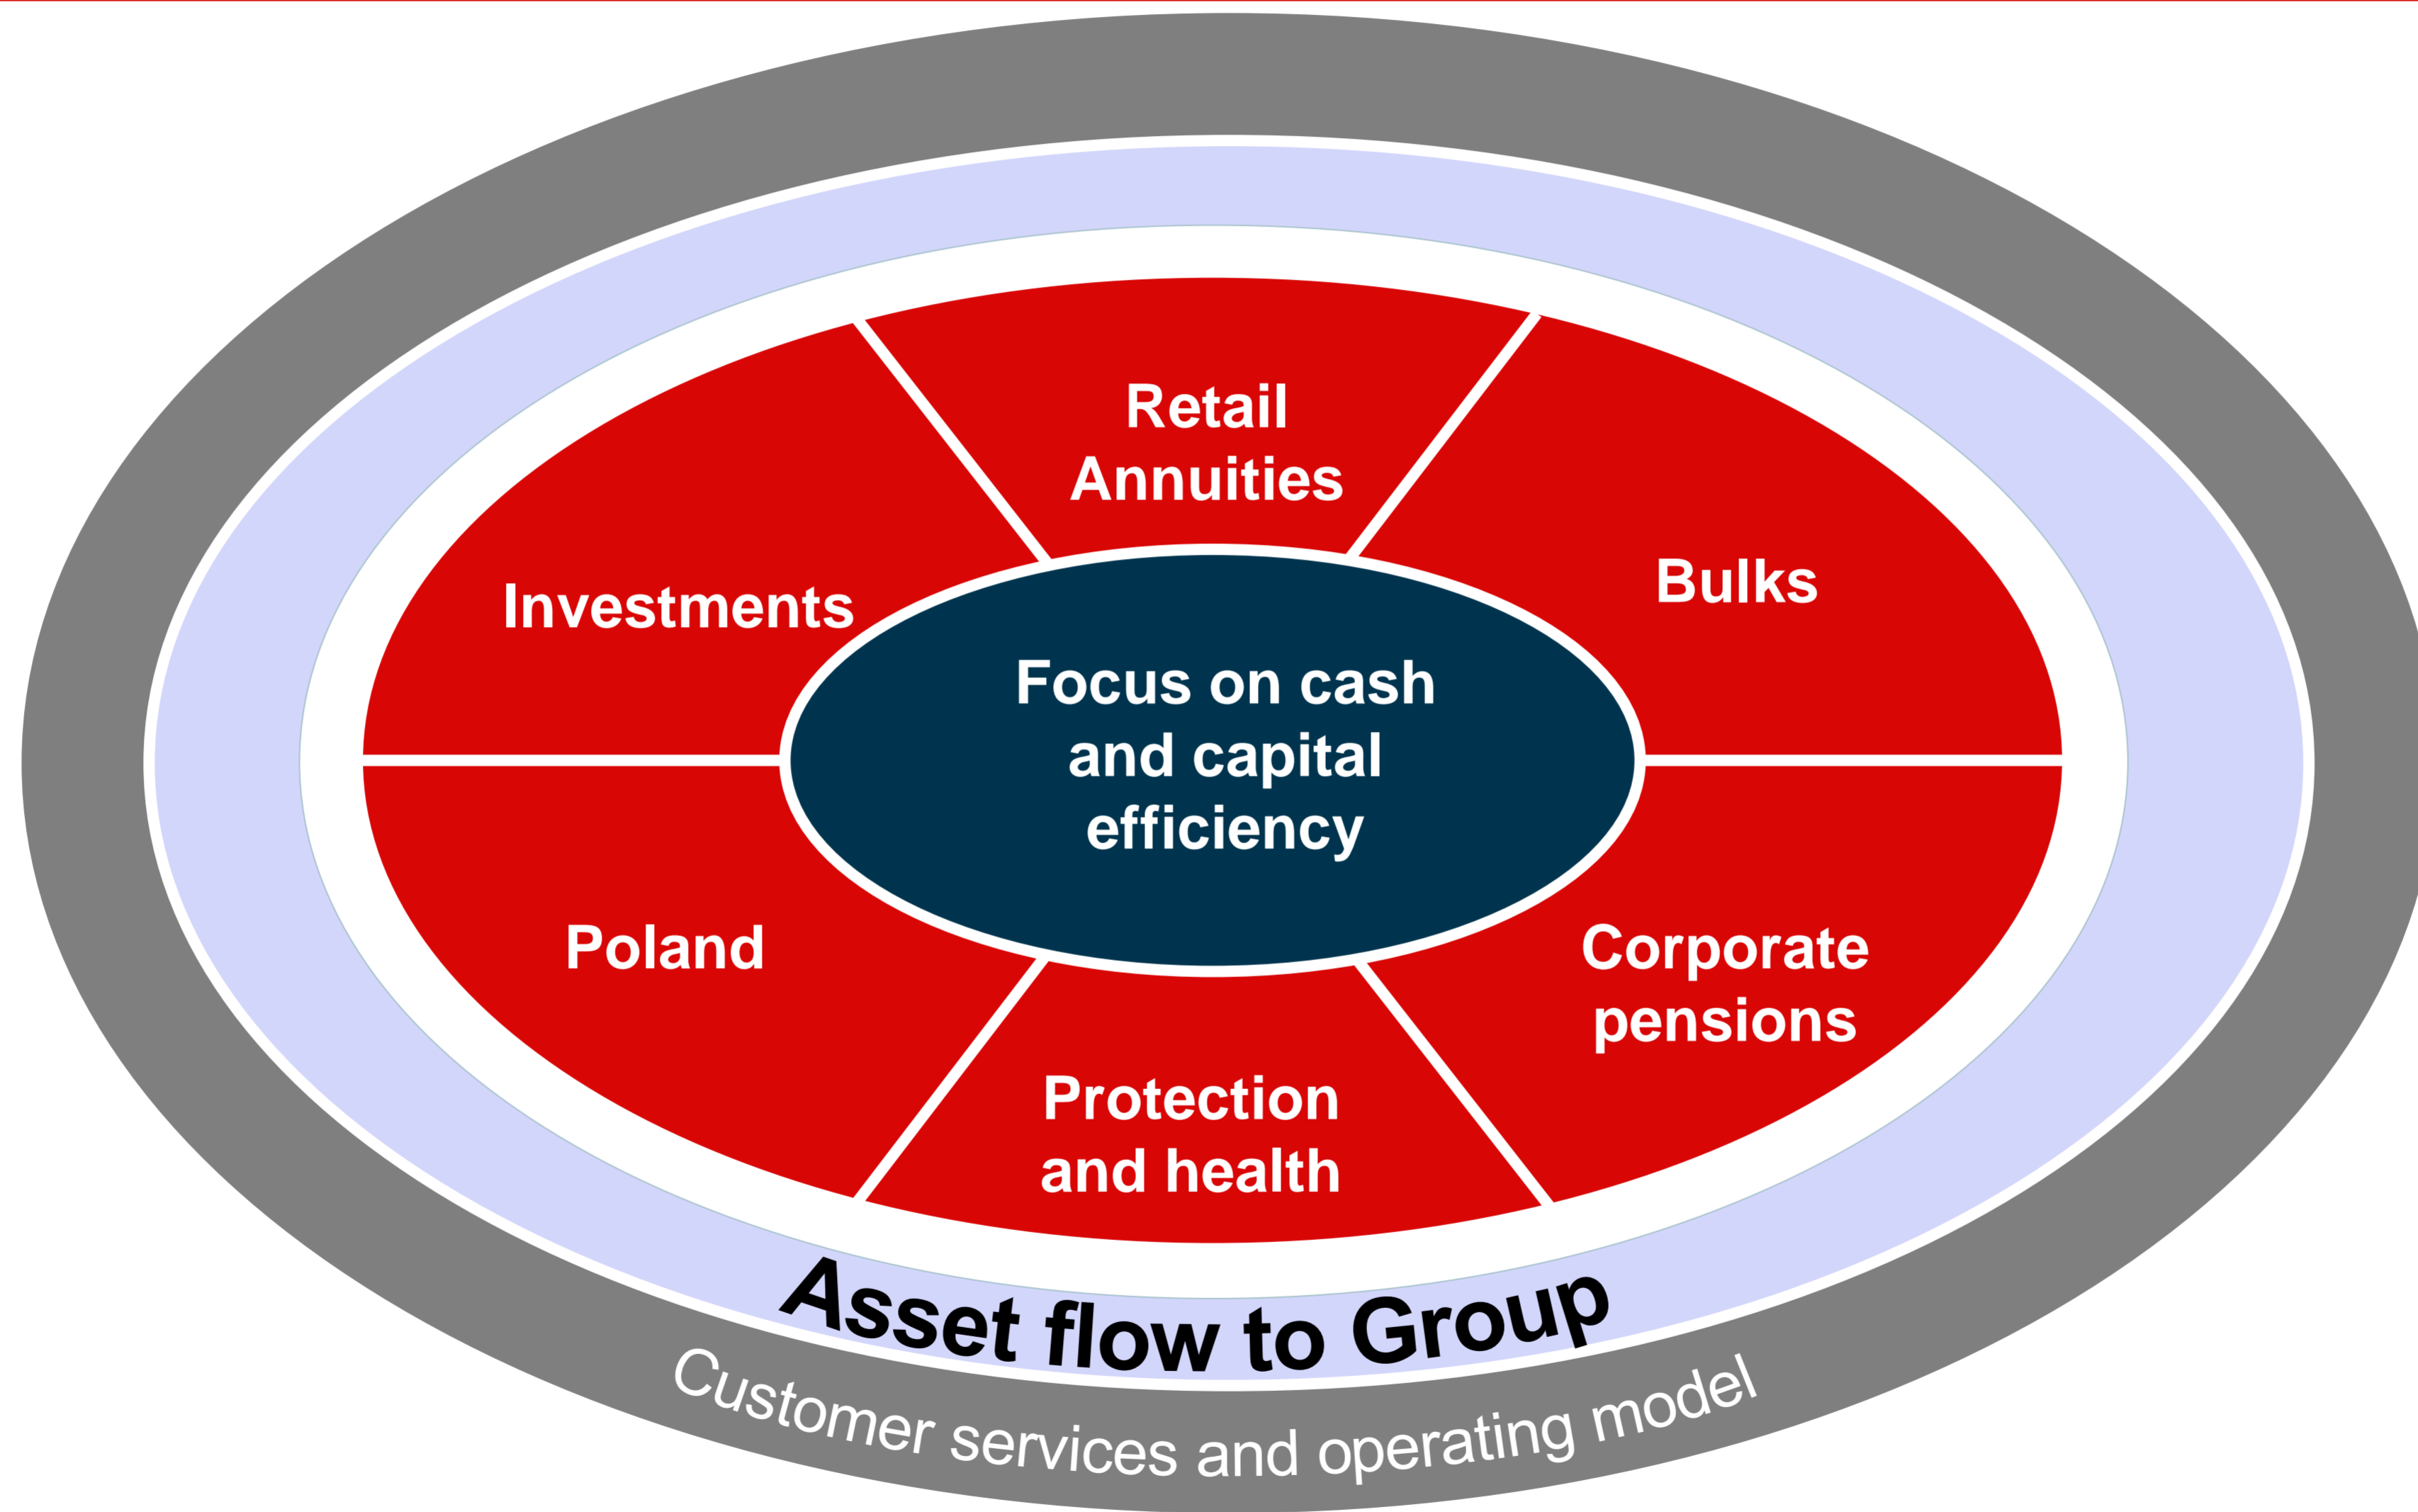 Retail
Annuities
Bulks
Investments
Focus on cash
and capital
efficiency
Poland
Corporate
pensions
Protection
and health
Asset flow to Group
Customer services and operating model